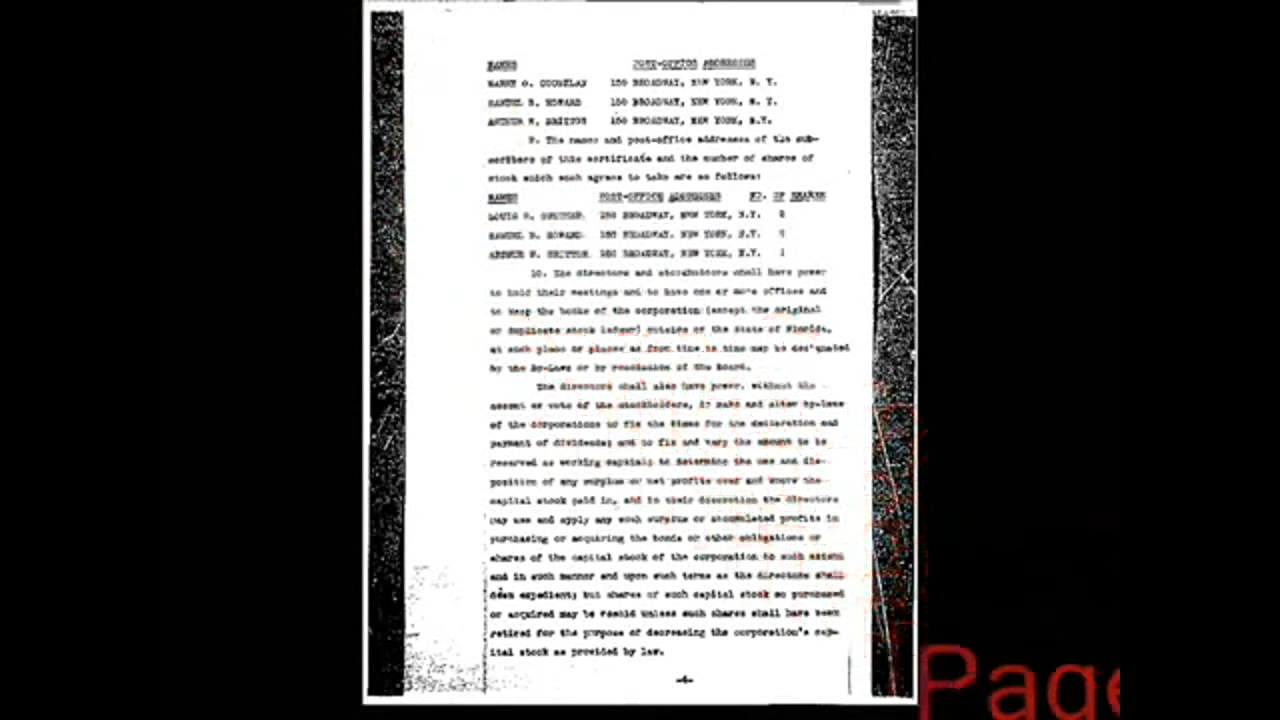 NAMES POST-OFFICE ADDRESSES
HARRY O. COUGHLAN 150 BROADWAY, NEW YORK, N. Y.
SAMUEL B. HOWARD 150 BROADWAY, NEW YORK, N. Y.
ARTHUR W. BRITTON 150 BROADWAY, NEW YORK, N.Y.
9. The names and post-office addresses of the sub-
scribers of this certificate and the number of shares of
stock which each agrees to take are as follows:
NAMES POST-OFFICE ADDRESSES NO. OF SHARES
LOUIS 150 BROADWAY, NEW YORK, N.Y.
SAMUEL B. HOWARD 150 BROADWAY, NEW YORK, N.Y.
ARTHUR W. BRITTON 150 BROADWAY, NEW YORK, N.Y. 1
10. The directors and stockholders shall have power
to hold their meetings and to have one or more offices and
to keep the books of the corporation (except the original
or duplicate stock ledger) outside of the State of Florida,
at such place or places as from time to time may be designated
by the By-Laws or by resolution of the Board.
The directors shall also have power, without the
assent or vote of the stockholders, to make and alter by-laws
of the corporation; to fix the times for the declaration and
payment of dividends; and to fix and vary the amount to be
reserved as working capital; to determine the use and dis-
position of any surplus or net profits over and above the
capital stock paid in, and in their discretion the directors
may use and apply any such surplus or accumulated profits in
purchasing or acquiring the bonds or other obligations or
shares of the capital stock of the corporation to such extent
and in such manner and upon such terms as the directors shall
deem expedient; but shares of such capital stock so purchased
or acquired may be resold unless such shares shall have been
retired for the purpose of decreasing the corporation's cap-
ital stock as provided by law.
-4-
Page